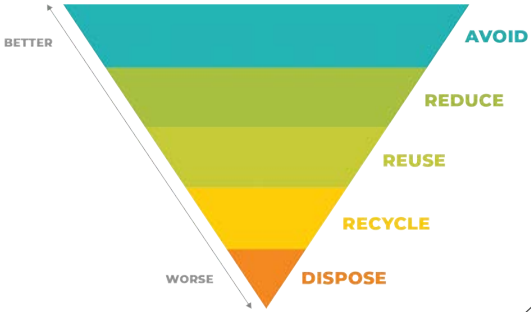 AVOID
BETTER
REDUCE
REUSE
RECYCLE
WORSE
DISPOSE